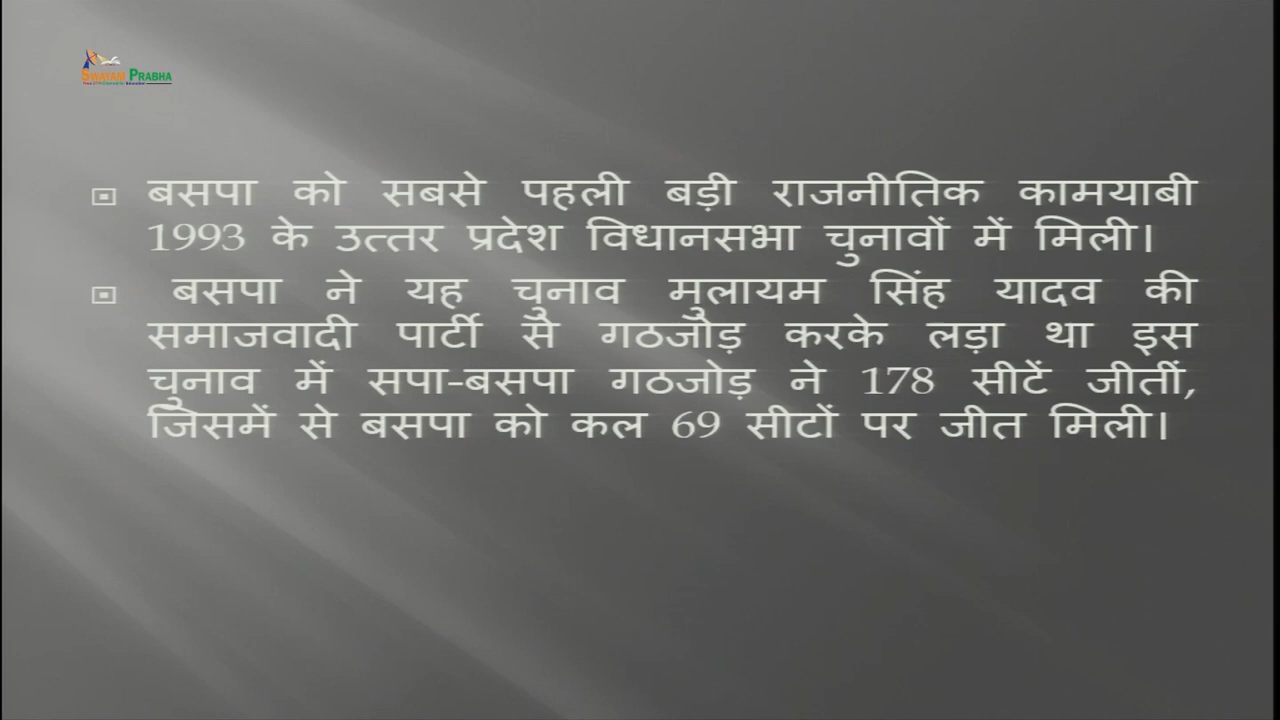 SWAYAM PRABHA
बसपा को सबसे पहली बड़ी राजनीतिक कामयाबी
1993 के उत्तर प्रदेश विधानसभा चुनावों में मिली।
बसपा ने यह चुनाव मुलायम सिंह यादव की
समाजवादी पार्टी से गठजोड़ करके लड़ा था इस
चुनाव में सपा-बसपा गठजोड़ ने 178 सीटें जीतीं,
जिसमें से बसपा को कल 69 सीटों पर जीत मिली।